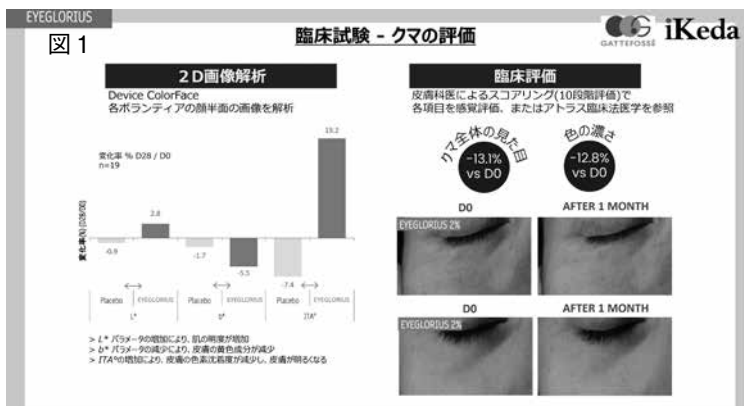 EYEGLORIUS
図1
臨床試験 - クマの評価
GATTEFOSSÉ
iKeda
2D画像解析
Device ColorFace
各ボランティアの顔半面の画像を解析
変化率 % D28 / D0
n=19
変化率(%) [D28/D0]
-0.9
2.8
-1.7
-5.5
-7.4
19.2
Placebo EYEGLORIUS Placebo EYEGLORIUS Placebo EYEGLORIUS
L* b* ITA°
> L* パラメータの増加により、肌の明度が増加
> b* パラメータの減少により、皮膚の黄色成分が減少
> ITA°の増加により、皮膚の色素沈着度が減少し、皮膚が明るくなる
臨床評価
皮膚科医によるスコアリング(10段階評価)で
各項目を感覚評価、またはアトラス臨床法医学を参照
クマ全体の見た目
-13.1%
vs D0
色の濃さ
-12.8%
vs D0
D0 AFTER 1 MONTH
EYEGLORIUS 2%
D0 AFTER 1 MONTH
EYEGLORIUS 2%